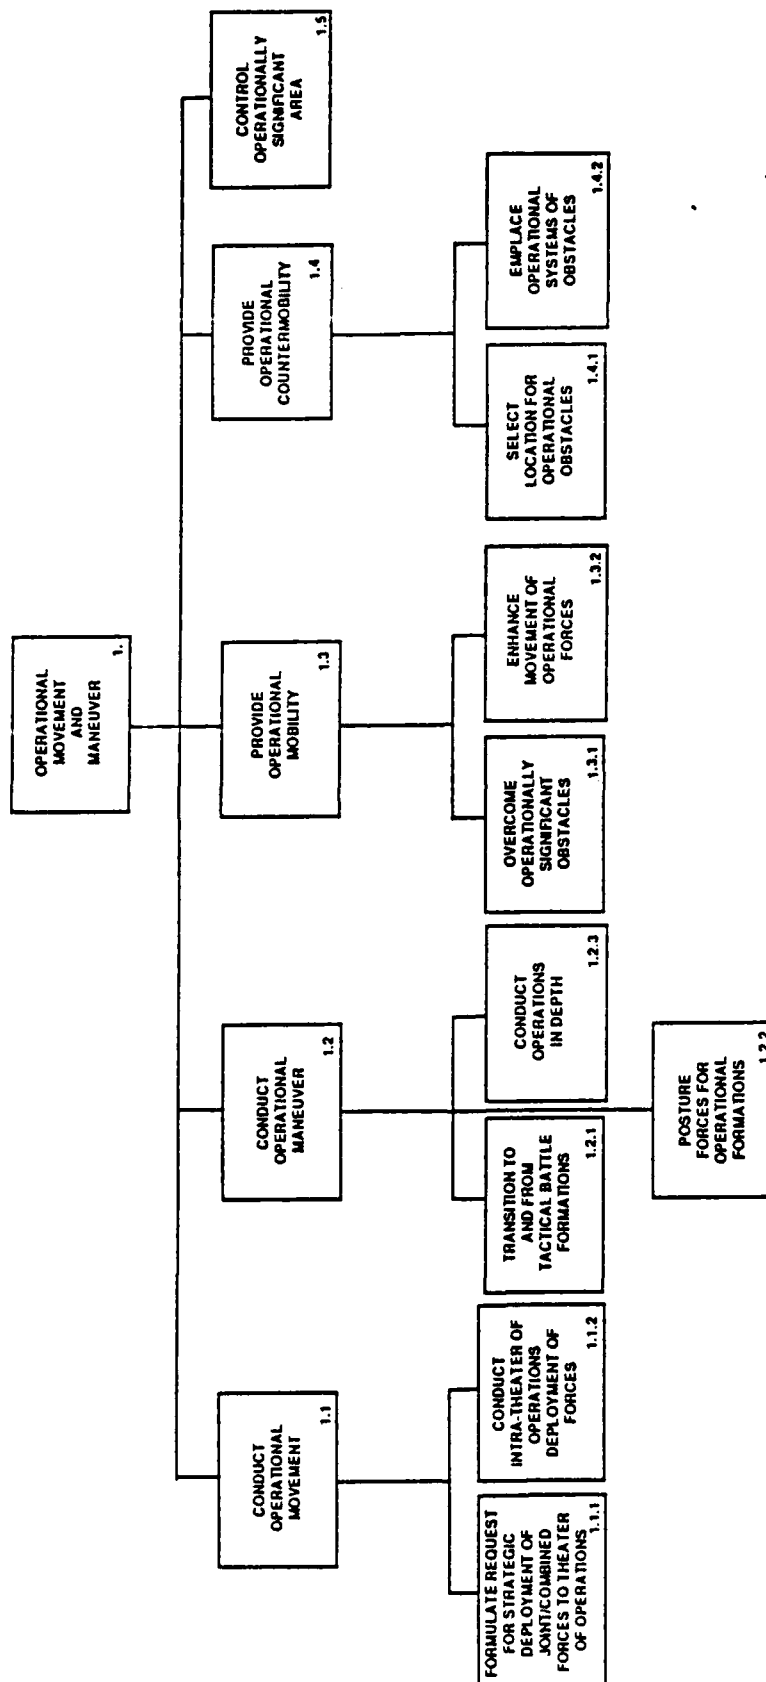 OPERATIONAL
MOVEMENT
AND
MANEUVER
1.
CONDUCT
OPERATIONAL
MOVEMENT
1.1
CONDUCT
OPERATIONAL
MANEUVER
1.2
PROVIDE
OPERATIONAL
MOBILITY
1.3
PROVIDE
OPERATIONAL
COUNTERMOBILITY
1.4
CONTROL
OPERATIONALLY
SIGNIFICANT
AREA
1.5
FORMULATE REQUEST
FOR STRATEGIC
DEPLOYMENT OF
JOINT/COMBINED
FORCES TO THEATER
OF OPERATIONS
1.1.1
CONDUCT
INTRA-THEATER OF
OPERATIONS
DEPLOYMENT OF
FORCES
1.1.2
TRANSITION TO
AND FROM
TACTICAL BATTLE
FORMATIONS
1.2.1
CONDUCT
OPERATIONS
IN DEPTH
1.2.3
OVERCOME
OPERATIONALLY
SIGNIFICANT
OBSTACLES
1.3.1
ENHANCE
MOVEMENT OF
OPERATIONAL
FORCES
1.3.2
SELECT
LOCATION FOR
OPERATIONAL
OBSTACLES
1.4.1
EMPLACE
OPERATIONAL
SYSTEMS OF
OBSTACLES
1.4.2
POSTURE
FORCES FOR
OPERATIONAL
FORMATIONS
1.2.2